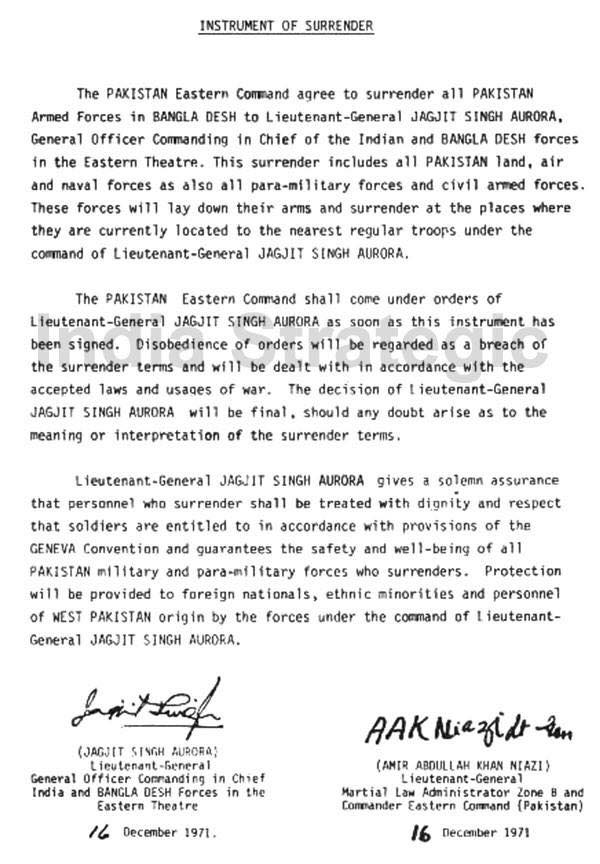 INSTRUMENT OF SURRENDER
The PAKISTAN Eastern Command agree to surrender all PAKISTAN
Armed Forces in BANGLA DESH to Lieutenant-General JAGJIT SINGH AURORA,
General Officer Commanding in Chief of the Indian and BANGLA DESH forces
in the Eastern Theatre. This surrender includes all PAKISTAN land, air
and naval forces as also all para-military forces and civil armed forces.
These forces will lay down their arms and surrender at the places where
they are currently located to the nearest regular troops under the
command of Lieutenant-General JAGJIT SINGH AURORA.
The PAKISTAN Eastern Command shall come under orders of
Lieutenant-General JAGJIT SINGH AURORA as soon as this instrument has
India Strategic
been signed. Disobedience of orders will be regarded as a breach of
the surrender terms and will be dealt with in accordance with the
accepted laws and usages of war. The decision of Lieutenant-General
JAGJIT SINGH AURORA will be final, should any doubt arise as to the
meaning or interpretation of the surrender terms.
Lieutenant-General JAGJIT SINGH AURORA gives a solemn assurance
that personnel who surrender shall be treated with dignity and respect
that soldiers are entitled to in accordance with provisions of the
GENEVA Convention and guarantees the safety and well-being of all
PAKISTAN military and para-military forces who surrenders. Protection
will be provided to foreign nationals, ethnic minorities and personnel
of WEST PAKISTAN origin by the forces under the command of Lieutenant-
General JAGJIT SINGH AURORA.
Jagjit Singh
(JAGJIT SINGH AURORA)
Lieutenant-General
General Officer Commanding in Chief
India and BANGLA DESH Forces in the
Eastern Theatre
16 December 1971.
AAK Niazi Lt Gen
(AMIR ABDULLAH KHAN NIAZI)
Lieutenant-General
Martial Law Administrator Zone B and
Commander Eastern Command (Pakistan)
16 December 1971